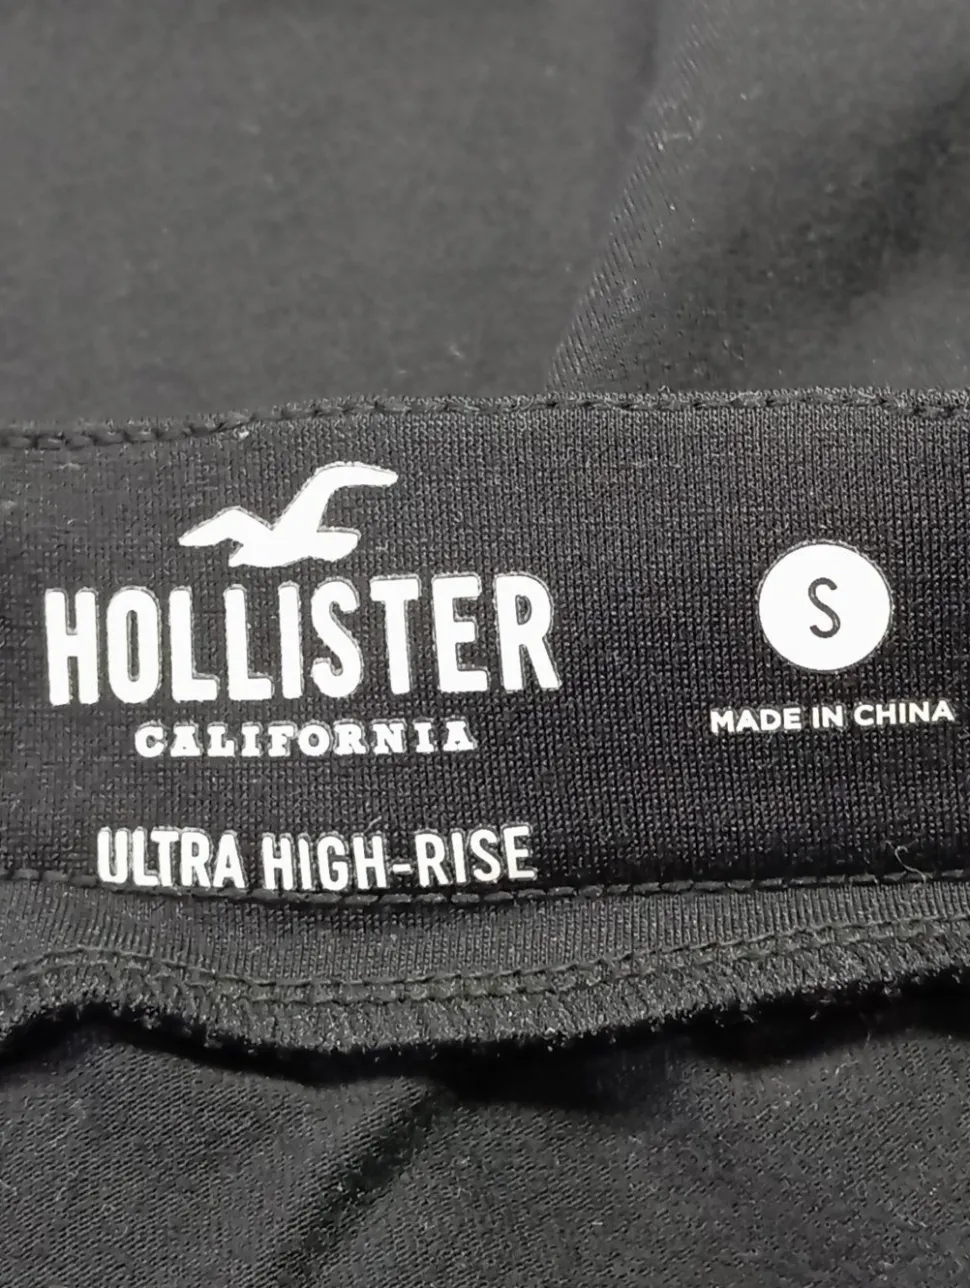 HOLLISTER
CALIFORNIA
ULTRA HIGH-RISE
S
MADE IN CHINA